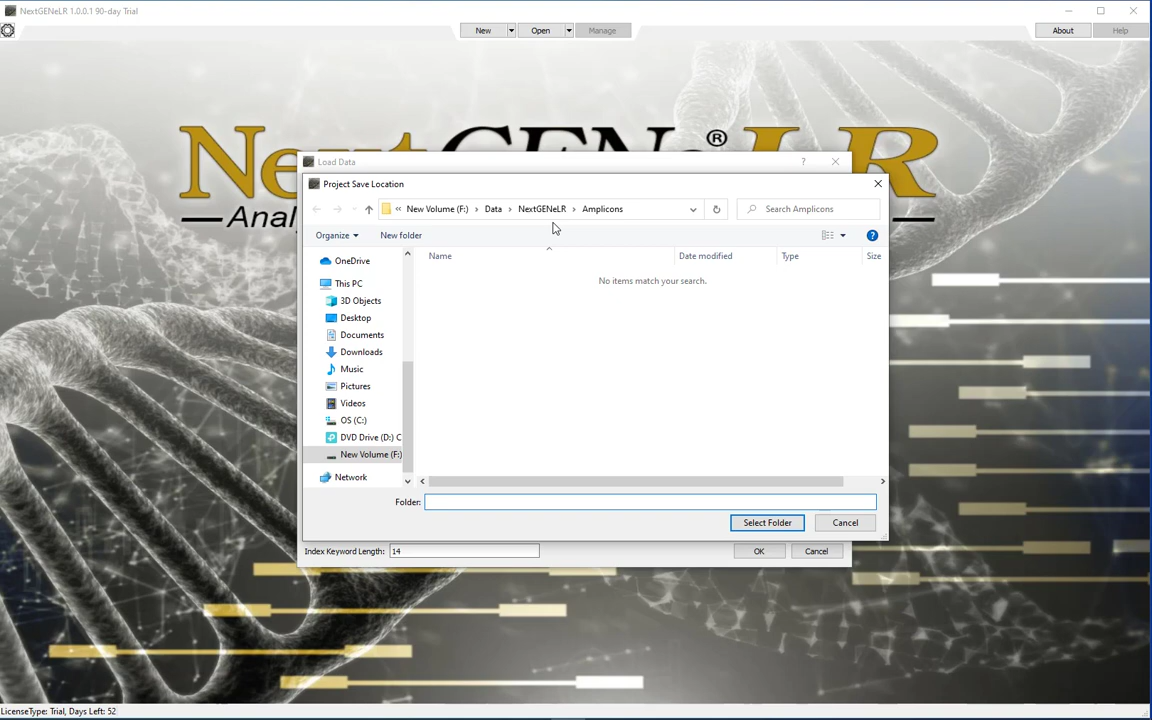 NextGENeLR 1.0.0.1 90-day Trial
New Open Manage About Help
NextGENe® LR
Load Data ?
Project Save Location
« New Volume (F:) › Data › NextGENeLR › Amplicons Search Amplicons
Organize New folder ?
Name Date modified Type Size
OneDrive
No items match your search.
This PC
3D Objects
Desktop
Documents
Downloads
Music
Pictures
Videos
OS (C:)
DVD Drive (D:) C
New Volume (F:)
Network
Folder:
Select Folder Cancel
Index Keyword Length: 14 OK Cancel
LicenseType: Trial, Days Left: 52